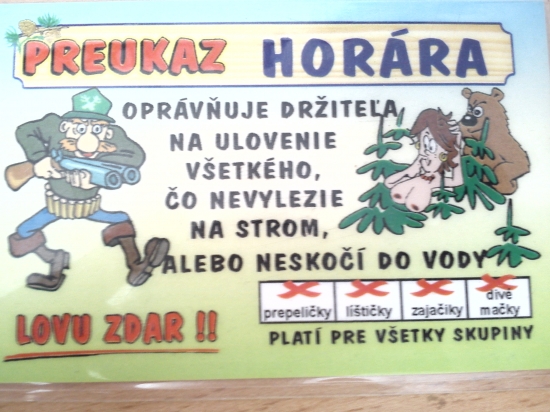 PREUKAZ HORÁRA
OPRÁVŇUJE DRŽITEĽA
NA ULOVENIE
VŠETKÉHO,
ČO NEVYLEZIE
NA STROM,
ALEBO NESKOČÍ DO VODY
prepeličky líštičky zajačiky divé mačky
LOVU ZDAR !!
PLATÍ PRE VŠETKY SKUPINY